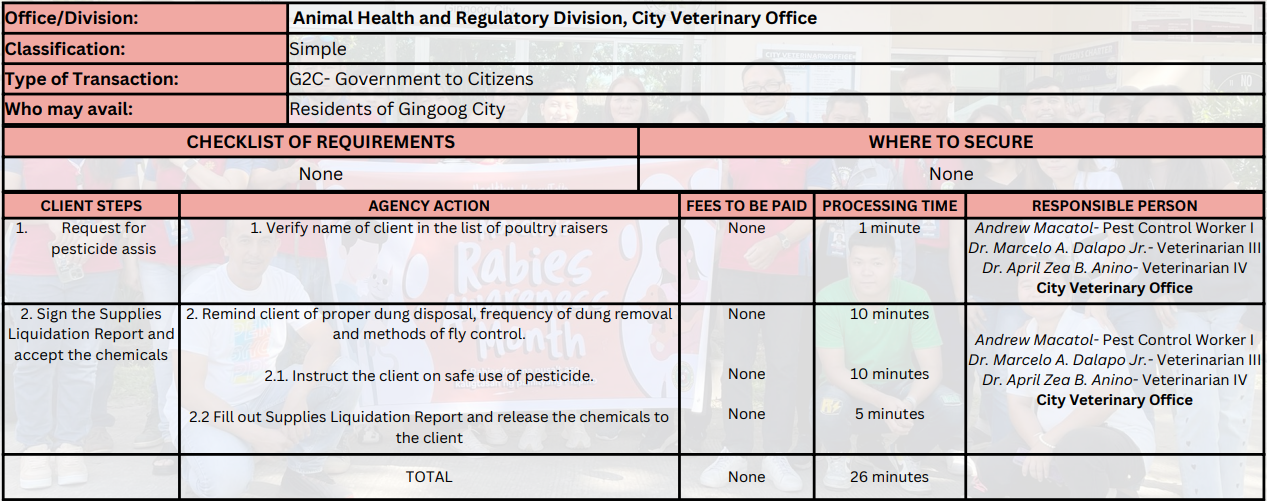 Office/Division: Animal Health and Regulatory Division, City Veterinary Office
Classification: Simple
Type of Transaction: G2C- Government to Citizens
Who may avail: Residents of Gingoog City
CHECKLIST OF REQUIREMENTS WHERE TO SECURE
None None
CLIENT STEPS AGENCY ACTION FEES TO BE PAID PROCESSING TIME RESPONSIBLE PERSON
1. Request for
pesticide assis
1. Verify name of client in the list of poultry raisers
None
1 minute
Andrew Macatol- Pest Control Worker I
Dr. Marcelo A. Dalapo Jr.- Veterinarian III
Dr. April Zea B. Anino- Veterinarian IV
City Veterinary Office
2. Sign the Supplies
Liquidation Report and
accept the chemicals
2. Remind client of proper dung disposal, frequency of dung removal
and methods of fly control.
None
10 minutes
2.1. Instruct the client on safe use of pesticide.
None
10 minutes
2.2 Fill out Supplies Liquidation Report and release the chemicals to
the client
None
5 minutes
Andrew Macatol- Pest Control Worker I
Dr. Marcelo A. Dalapo Jr.- Veterinarian III
Dr. April Zea B. Anino- Veterinarian IV
City Veterinary Office
TOTAL None 26 minutes
Rabies
Awareness
Month